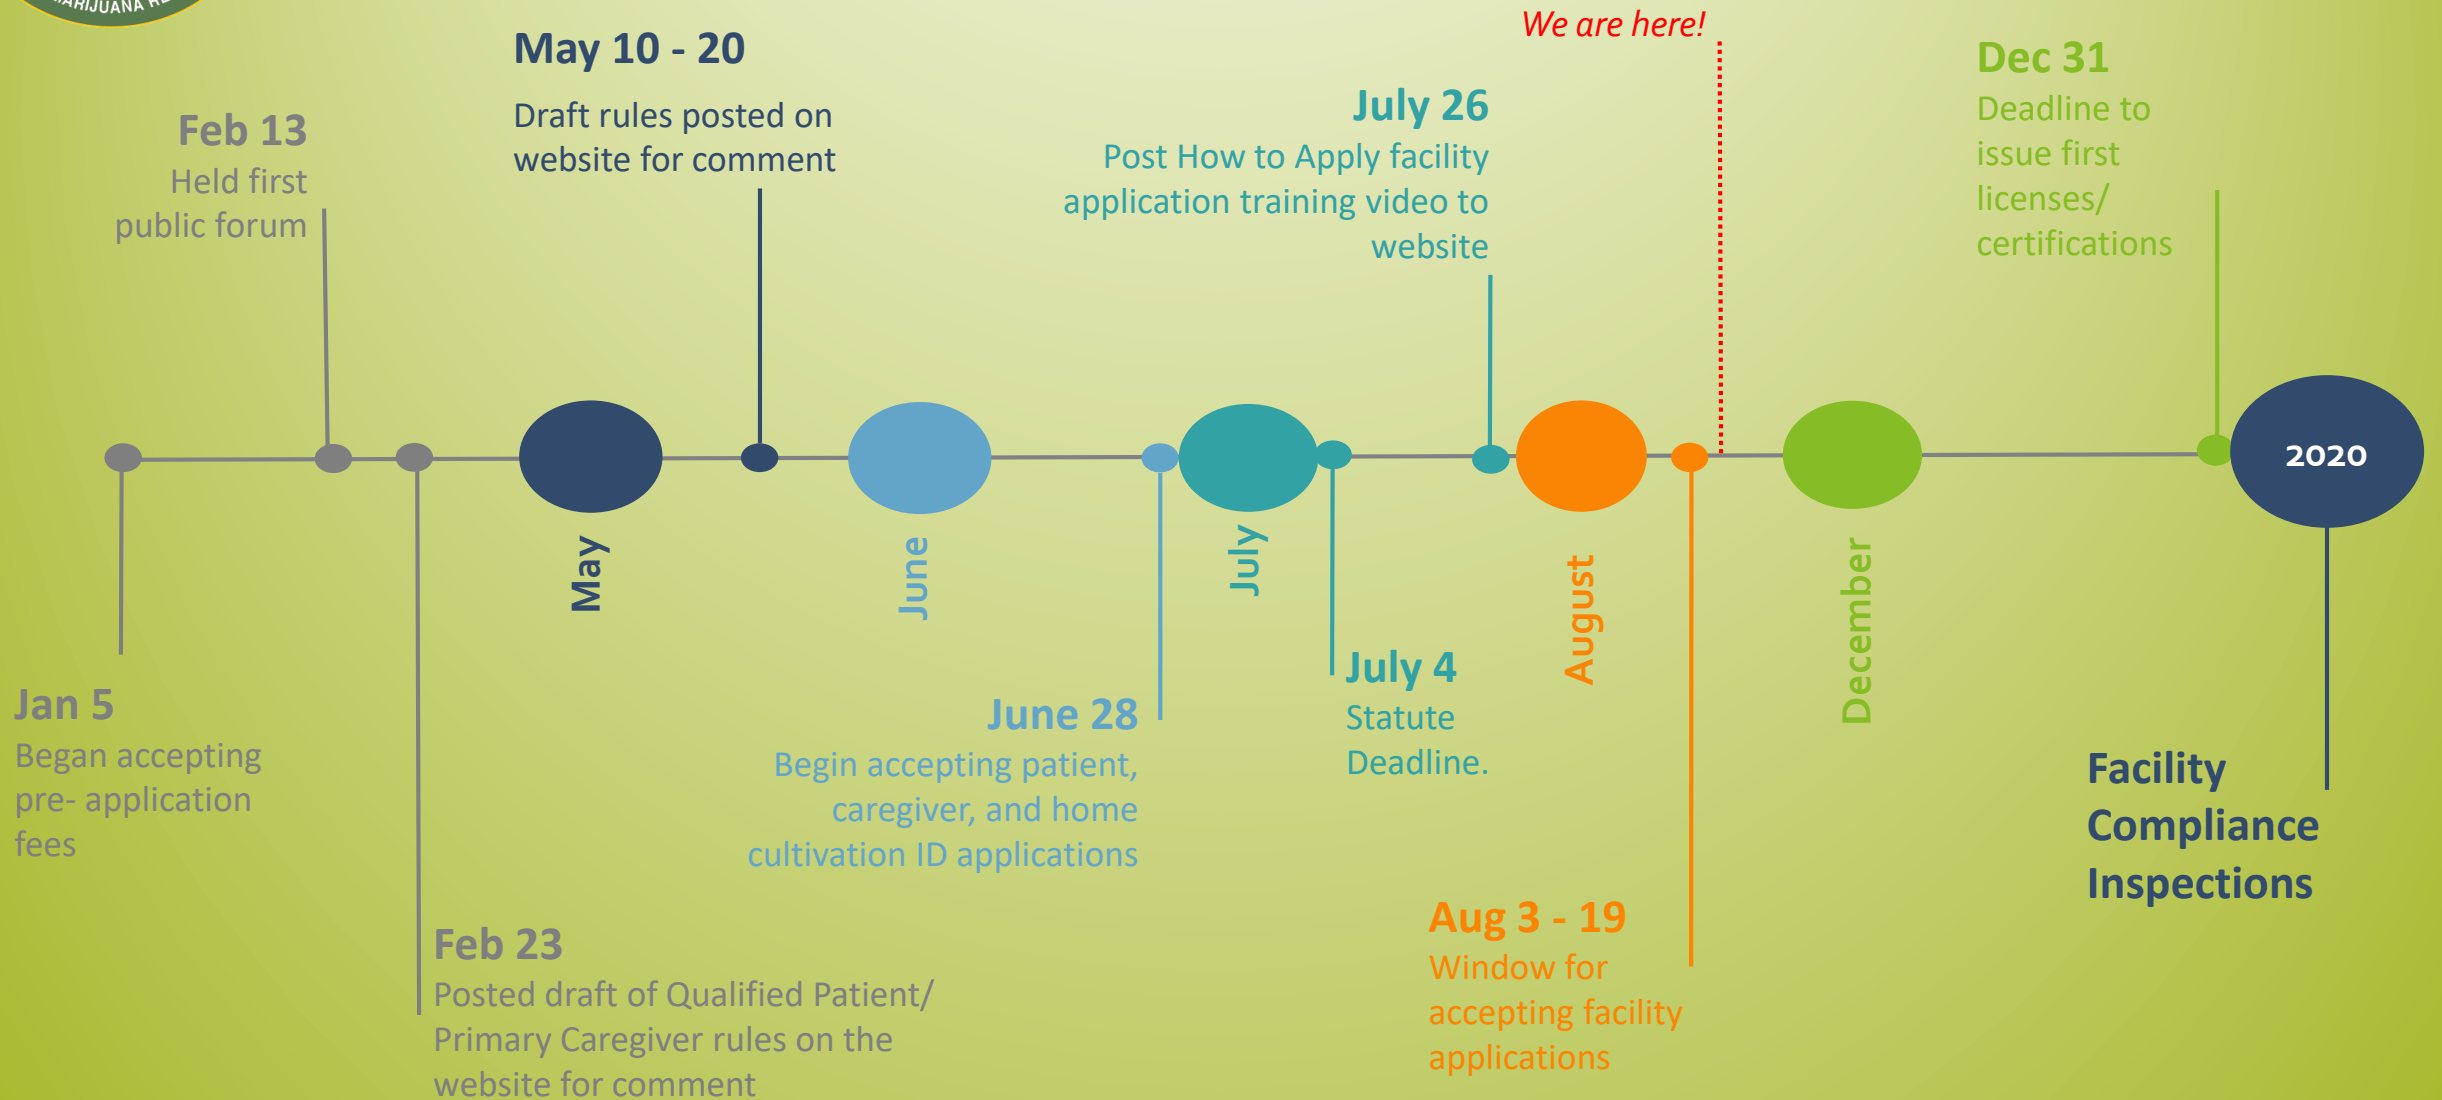 MARIJUANA
We are here!
Feb 13
Held first
public forum
May 10 - 20
Draft rules posted on
website for comment
July 26
Post How to Apply facility
application training video to
website
Dec 31
Deadline to
issue first
licenses/
certifications
2020
May
June
July
August
December
Jan 5
Began accepting
pre- application
fees
Feb 23
Posted draft of Qualified Patient/
Primary Caregiver rules on the
website for comment
June 28
Begin accepting patient,
caregiver, and home
cultivation ID applications
July 4
Statute
Deadline.
Aug 3 - 19
Window for
accepting facility
applications
Facility
Compliance
Inspections